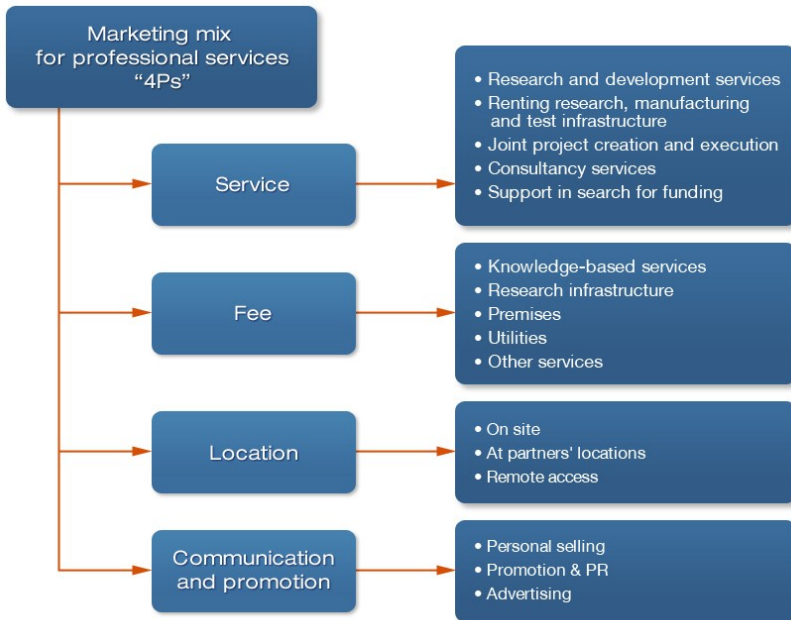 Marketing mix
for professional services
“4Ps”
Service
• Research and development services
• Renting research, manufacturing
and test infrastructure
• Joint project creation and execution
• Consultancy services
• Support in search for funding
Fee
• Knowledge-based services
• Research infrastructure
• Premises
• Utilities
• Other services
Location
• On site
• At partners' locations
• Remote access
Communication
and promotion
• Personal selling
• Promotion & PR
• Advertising